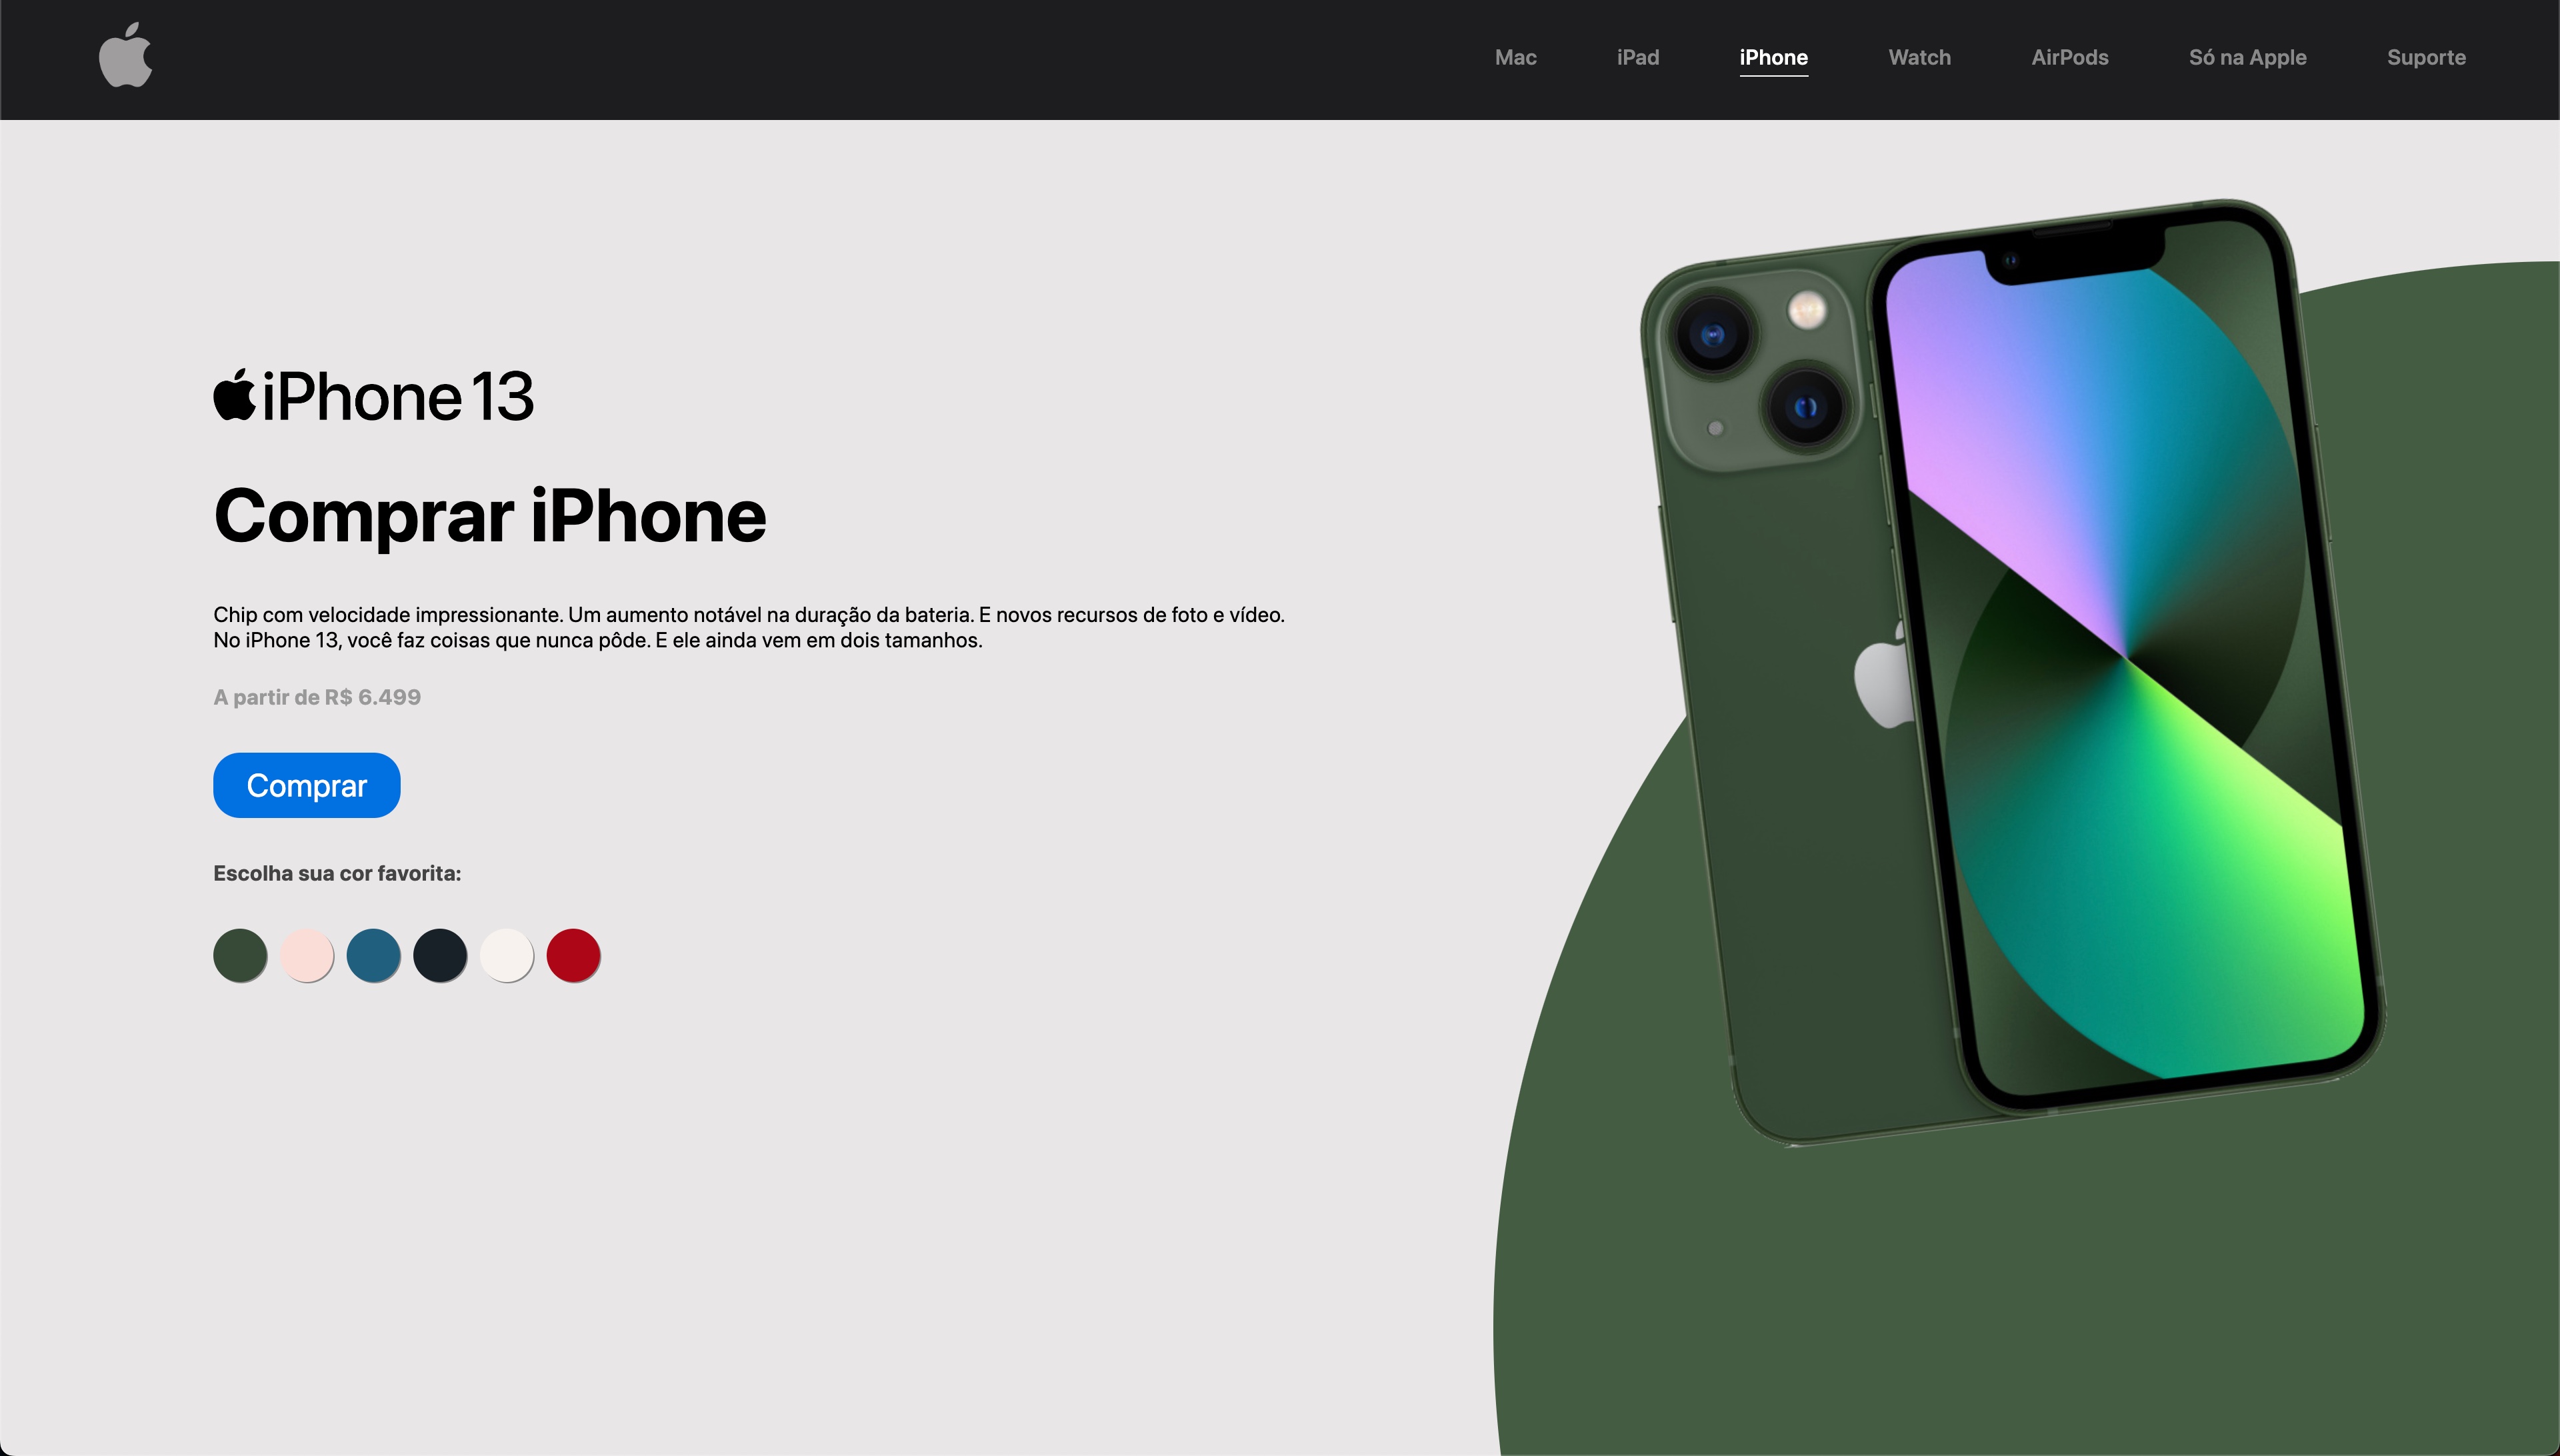 Mac iPad iPhone Watch AirPods Só na Apple Suporte
iPhone 13
Comprar iPhone
Chip com velocidade impressionante. Um aumento notável na duração da bateria. E novos recursos de foto e vídeo.
No iPhone 13, você faz coisas que nunca pôde. E ele ainda vem em dois tamanhos.
A partir de R$ 6.499
Comprar
Escolha sua cor favorita: